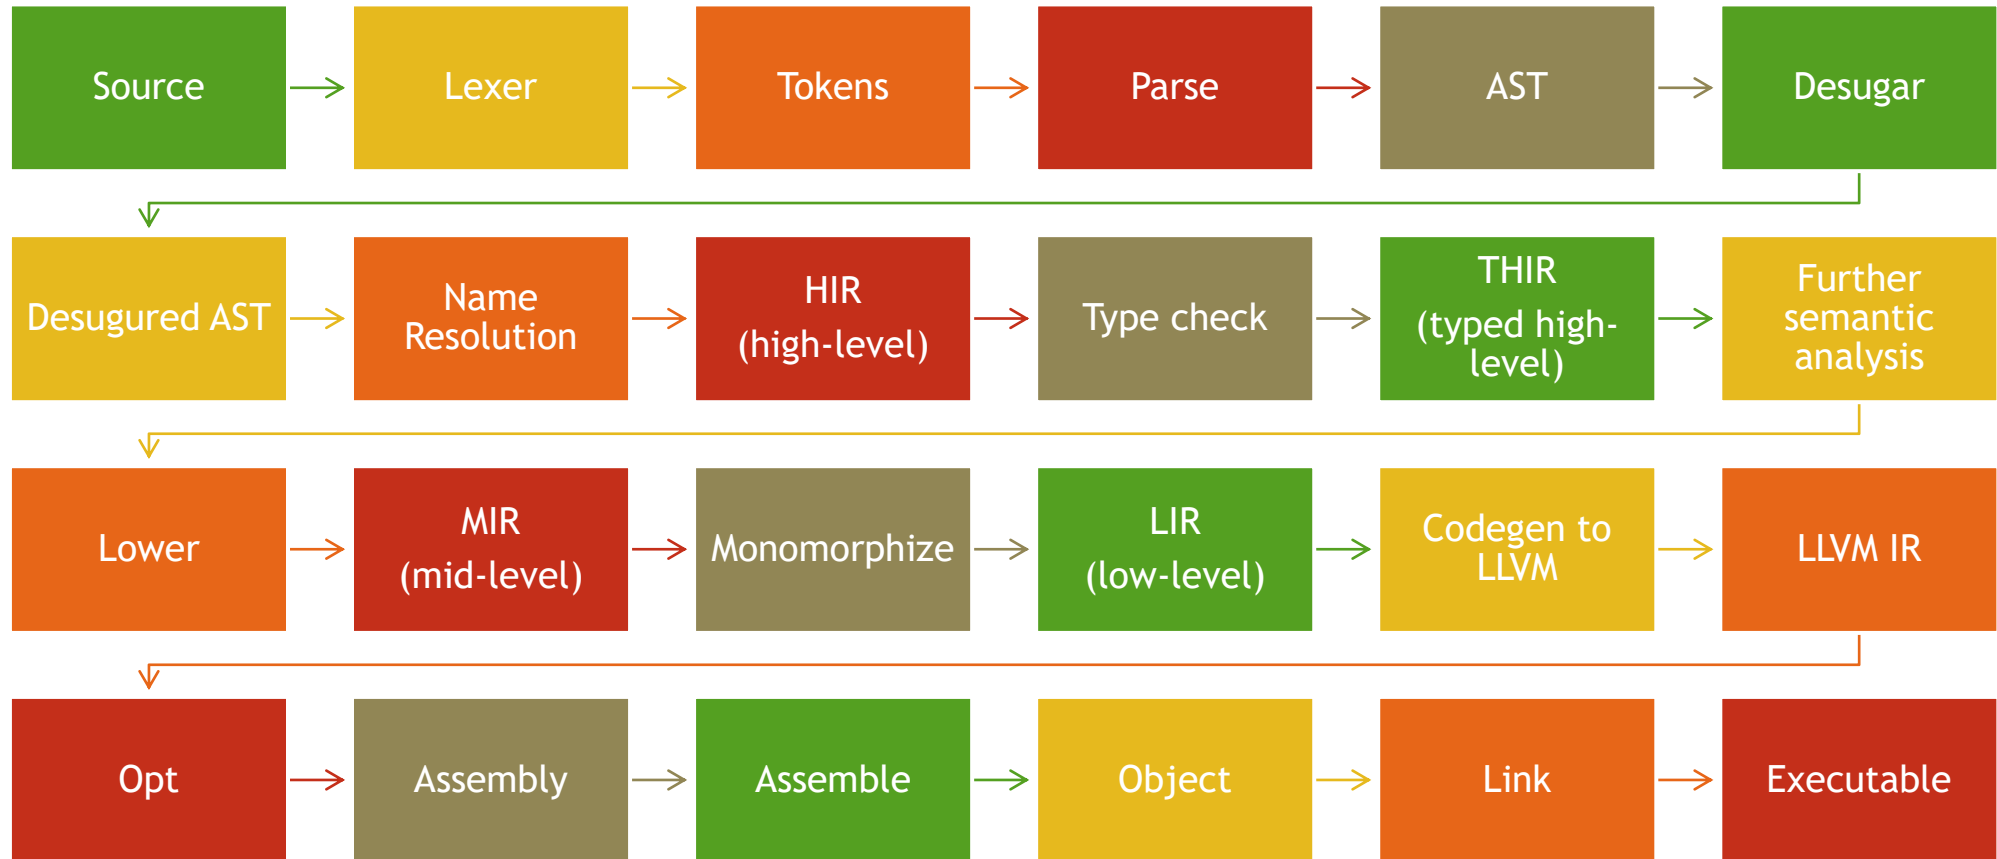 Source
Lexer
Tokens
Parse
AST
Desugar
Desugured AST
Name
Resolution
HIR
(high-level)
Type check
THIR
(typed high-
level)
Further
semantic
analysis
Lower
MIR
(mid-level)
Monomorphize
LIR
(low-level)
Codegen to
LLVM
LLVM IR
Opt
Assembly
Assemble
Object
Link
Executable